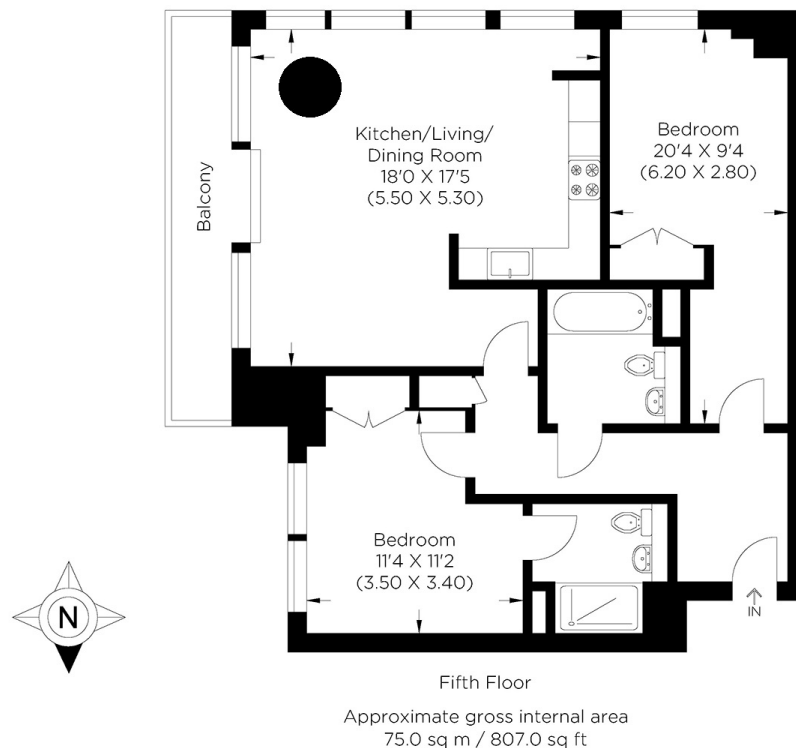 Kitchen/Living/
Dining Room
18'0 X 17'5
(5.50 X 5.30)
Bedroom
20'4 X 9'4
(6.20 X 2.80)
Balcony
Bedroom
11'4 X 11'2
(3.50 X 3.40)
IN
N
Fifth Floor
Approximate gross internal area
75.0 sq m / 807.0 sq ft